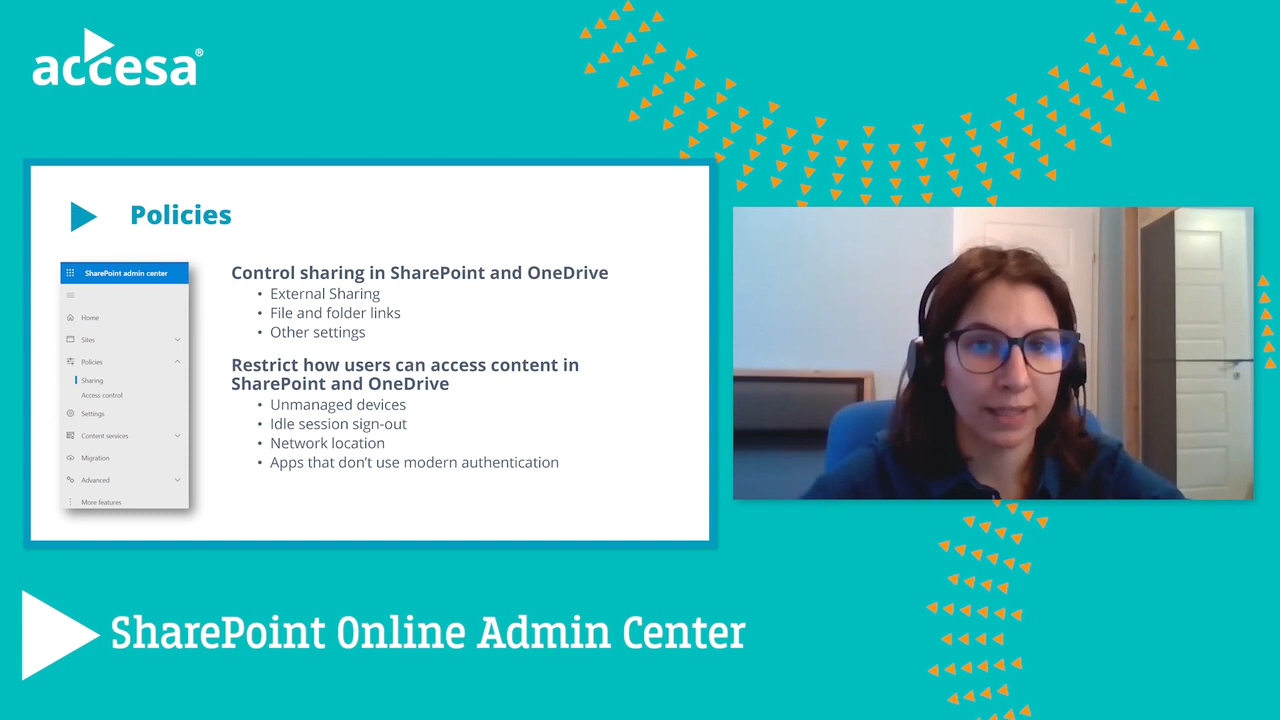 accesa®
Policies
SharePoint admin center
Home
Sites
Policies
Sharing
Access control
Settings
Content services
Migration
Advanced
More features
Control sharing in SharePoint and OneDrive
• External Sharing
• File and folder links
• Other settings
Restrict how users can access content in
SharePoint and OneDrive
• Unmanaged devices
• Idle session sign-out
• Network location
• Apps that don’t use modern authentication
SharePoint Online Admin Center